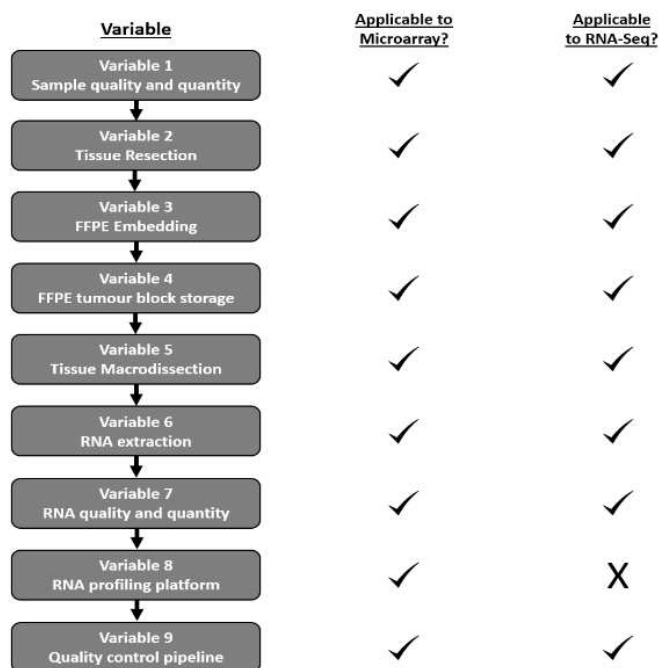 Variable
Applicable to
Microarray?
Applicable
to RNA-Seq?
Variable 1
Sample quality and quantity
Variable 2
Tissue Resection
Variable 3
FFPE Embedding
Variable 4
FFPE tumour block storage
Variable 5
Tissue Macrodissection
Variable 6
RNA extraction
Variable 7
RNA quality and quantity
Variable 8
RNA profiling platform
X
Variable 9
Quality control pipeline